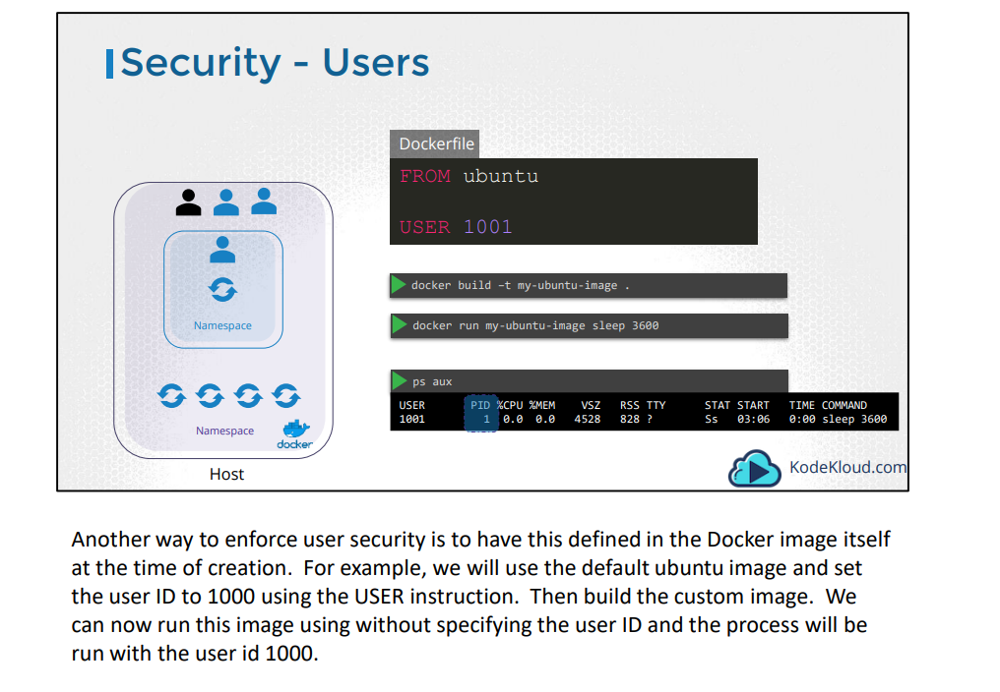 Security - Users
Dockerfile
FROM ubuntu
USER 1001
docker build -t my-ubuntu-image .
docker run my-ubuntu-image sleep 3600
ps aux
USER PID %CPU %MEM VSZ RSS TTY STAT START TIME COMMAND
1001 1 0.0 0.0 4528 828 ? Ss 03:06 0:00 sleep 3600
Namespace
Namespace
docker
Host
KodeKloud.com
Another way to enforce user security is to have this defined in the Docker image itself
at the time of creation.  For example, we will use the default ubuntu image and set
the user ID to 1000 using the USER instruction.  Then build the custom image.  We
can now run this image using without specifying the user ID and the process will be
run with the user id 1000.